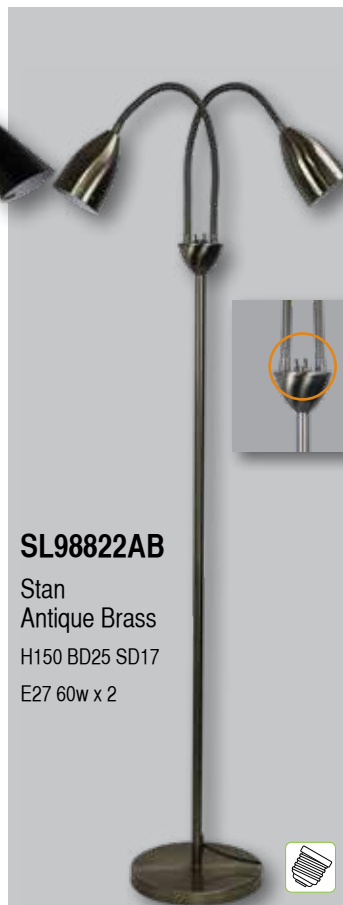 SL98822AB
Stan
Antique Brass
H150 BD25 SD17
E27 60w x 2